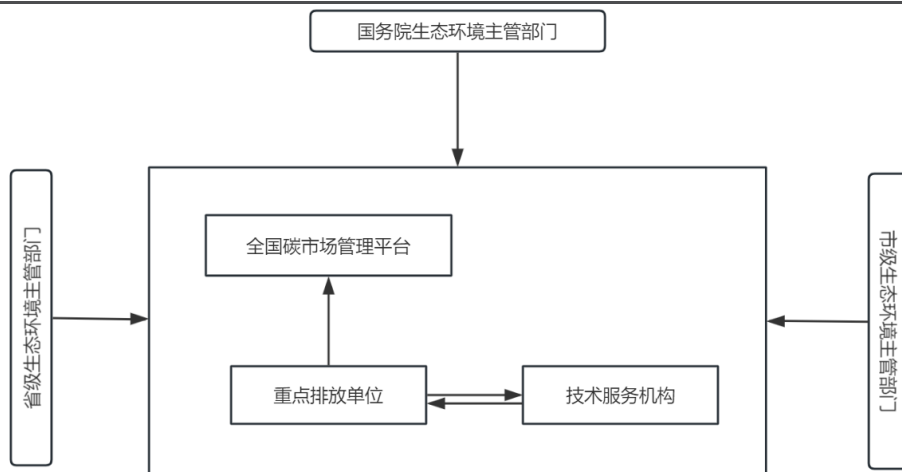 国务院生态环境主管部门
省级生态环境主管部门
全国碳市场管理平台
市级生态环境主管部门
重点排放单位
技术服务机构